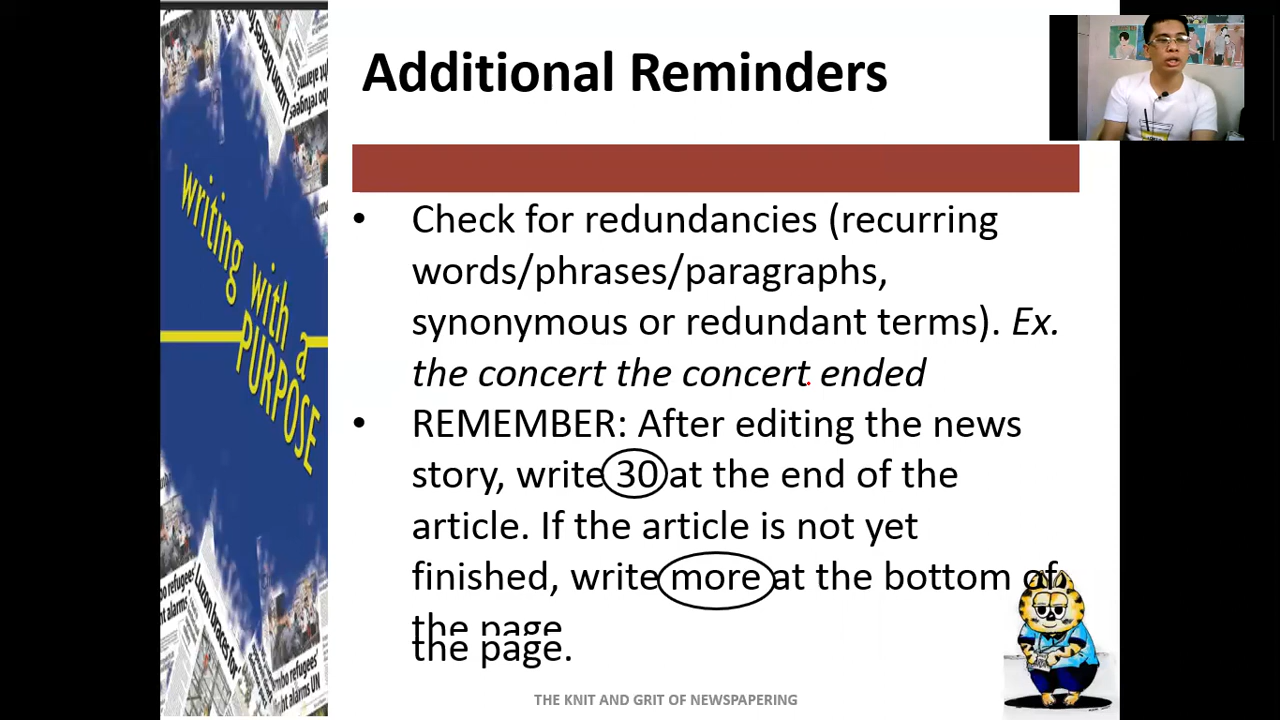 Additional Reminders
• Check for redundancies (recurring
words/phrases/paragraphs,
synonymous or redundant terms). Ex.
the concert the concert ended
• REMEMBER: After editing the news
story, write 30 at the end of the
article. If the article is not yet
finished, write more at the bottom of
the page
the page.
writing with a
PURPOSE
THE KNIT AND GRIT OF NEWSPAPERING